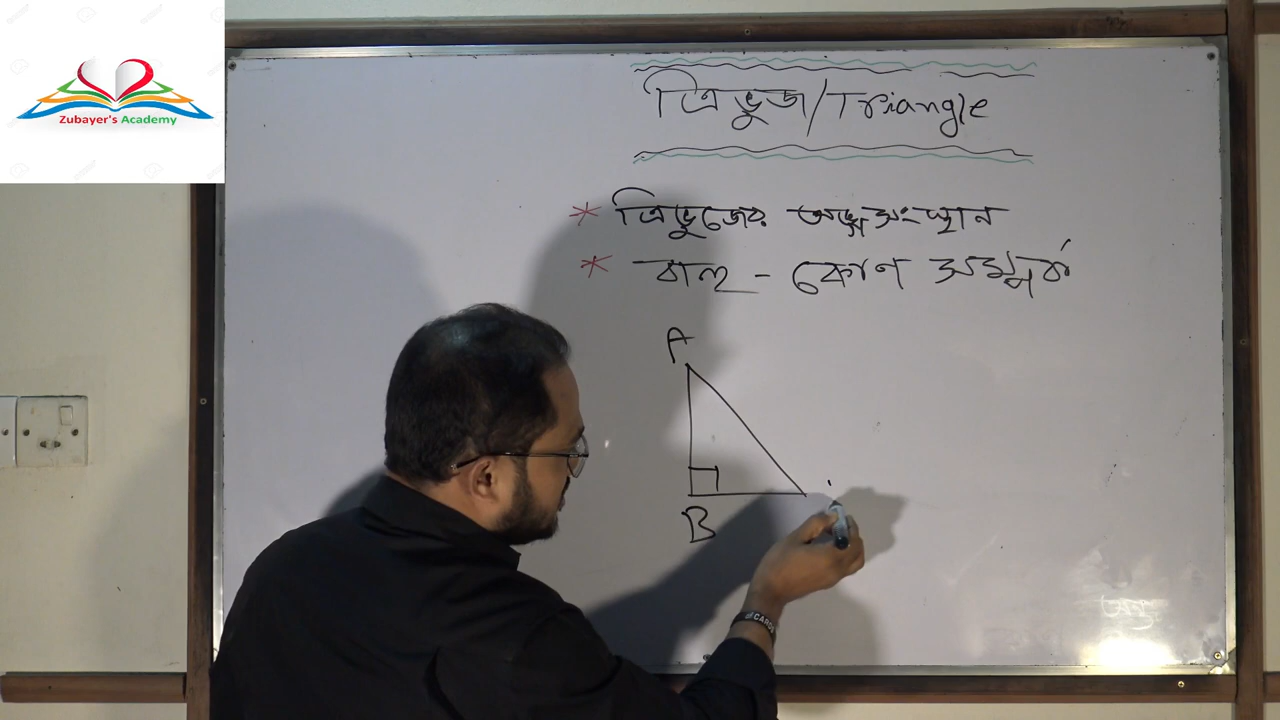 Zubayer's Academy
ত্রিভুজ/Triangle
* ত্রিভুজের অন্তঃসংস্থান
* বাহু - কোণ সম্পর্ক
A
B